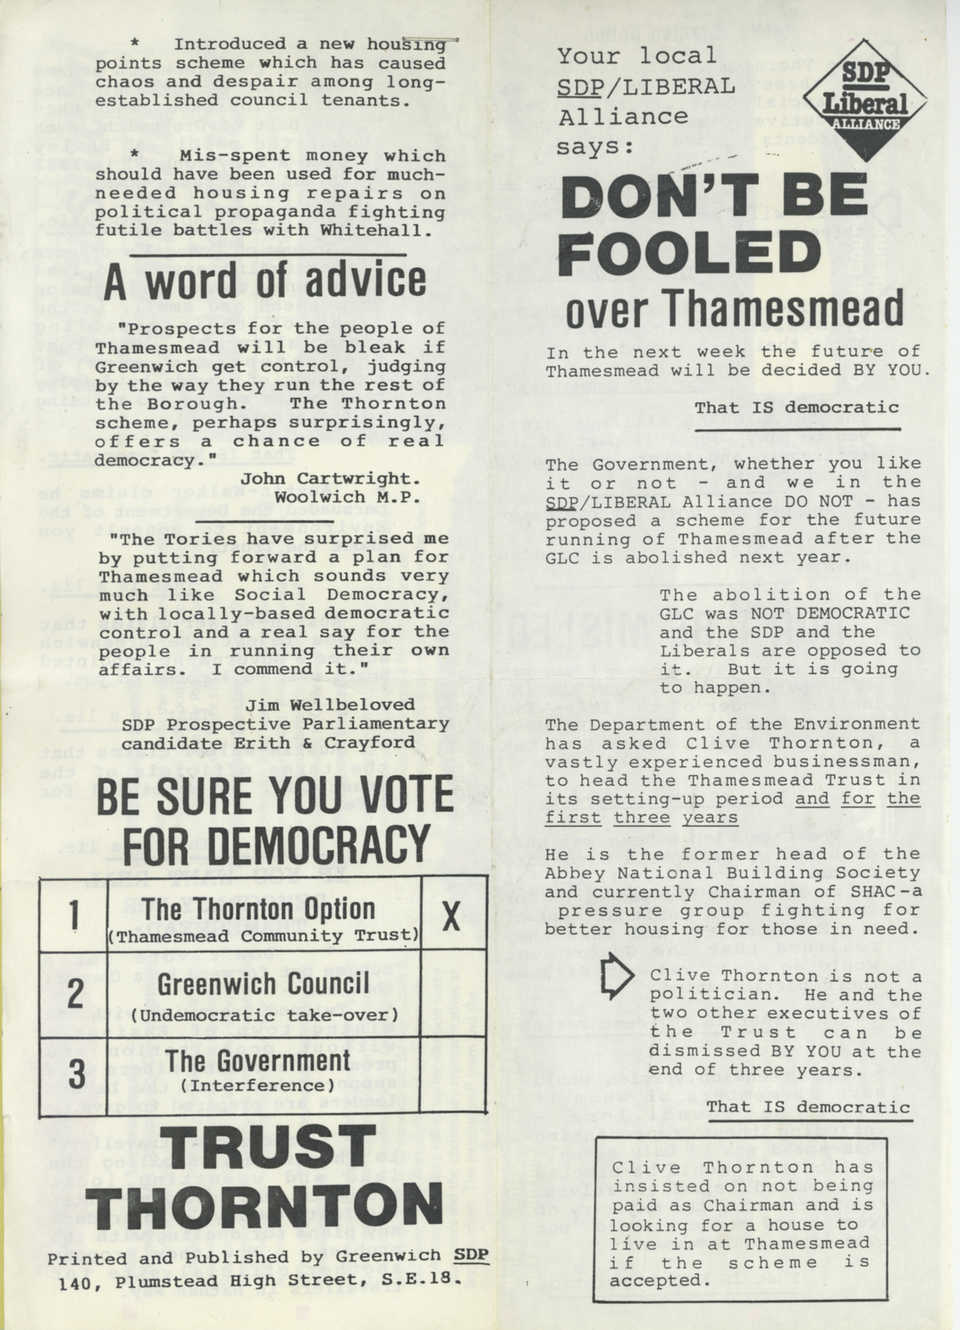 * Introduced a new housing
points scheme which has caused
chaos and despair among long-
established council tenants.
* Mis-spent money which
should have been used for much-
needed housing repairs on
political propaganda fighting
futile battles with Whitehall.
A word of advice
"Prospects for the people of
Thamesmead will be bleak if
Greenwich get control, judging
by the way they run the rest of
the Borough. The Thornton
scheme, perhaps surprisingly,
offers a chance of real
democracy."
John Cartwright.
Woolwich M.P.
"The Tories have surprised me
by putting forward a plan for
Thamesmead which sounds very
much like Social Democracy,
with locally-based democratic
control and a real say for the
people in running their own
affairs. I commend it."
Jim Wellbeloved
SDP Prospective Parliamentary
candidate Erith & Crayford
BE SURE YOU VOTE
FOR DEMOCRACY
1 The Thornton Option X
(Thamesmead Community Trust)
2 Greenwich Council
(Undemocratic take-over)
3 The Government
(Interference)
TRUST
THORNTON
Printed and Published by Greenwich SDP
140, Plumstead High Street, S.E.18.
Your local
SDP/LIBERAL
Alliance
says:
SDP
Liberal
ALLIANCE
DON'T BE
FOOLED
over Thamesmead
In the next week the future of
Thamesmead will be decided BY YOU.
That IS democratic
The Government, whether you like
it or not - and we in the
SDP/LIBERAL Alliance DO NOT - has
proposed a scheme for the future
running of Thamesmead after the
GLC is abolished next year.
The abolition of the
GLC was NOT DEMOCRATIC
and the SDP and the
Liberals are opposed to
it. But it is going
to happen.
The Department of the Environment
has asked Clive Thornton, a
vastly experienced businessman,
to head the Thamesmead Trust in
its setting-up period and for the
first three years
He is the former head of the
Abbey National Building Society
and currently Chairman of SHAC-a
pressure group fighting for
better housing for those in need.
Clive Thornton is not a
politician. He and the
two other executives of
the Trust can be
dismissed BY YOU at the
end of three years.
That IS democratic
Clive Thornton has
insisted on not being
paid as Chairman and is
looking for a house to
live in at Thamesmead
if the scheme is
accepted.